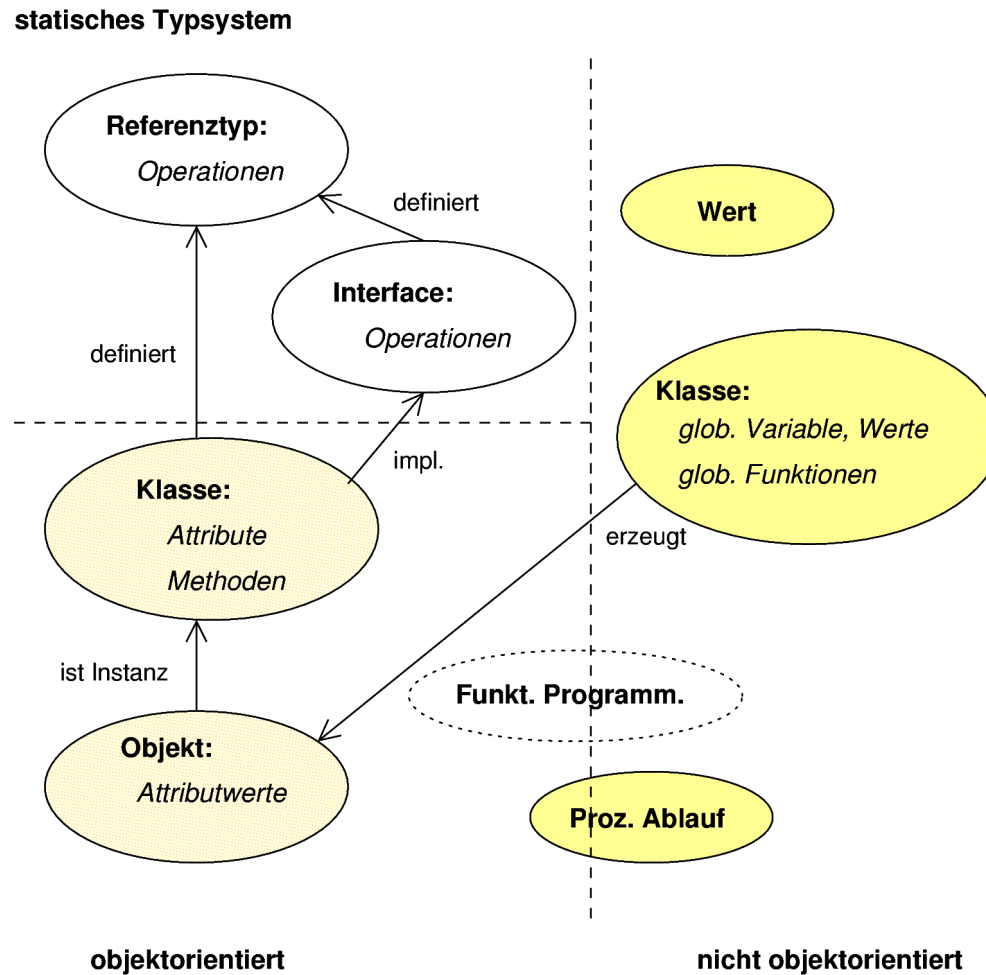 statisches Typsystem
Referenztyp:
Operationen
definiert
Wert
Interface:
Operationen
definiert
Klasse:
glob. Variable, Werte
glob. Funktionen
impl.
Klasse:
Attribute
Methoden
erzeugt
ist Instanz
Funkt. Programm.
Objekt:
Attributwerte
Proz. Ablauf
objektorientiert
nicht objektorientiert